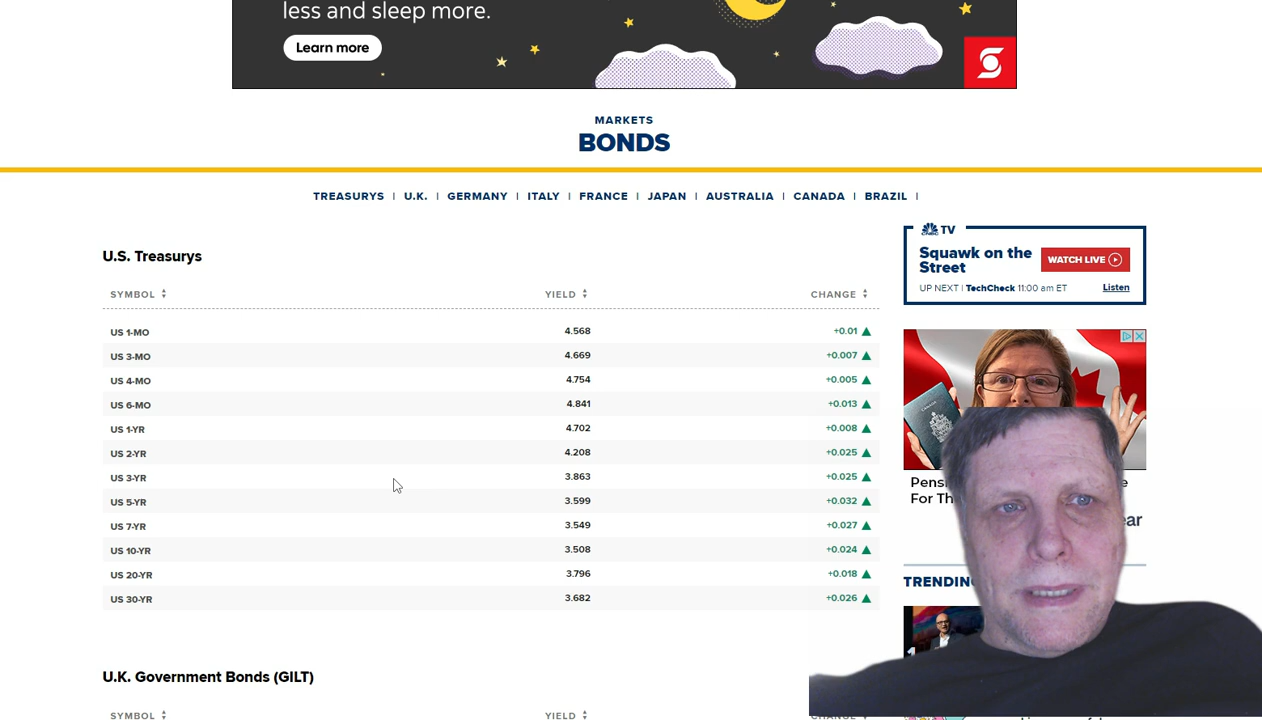 less and sleep more.
Learn more
MARKETS
BONDS
TREASURYS | U.K. | GERMANY | ITALY | FRANCE | JAPAN | AUSTRALIA | CANADA | BRAZIL |
TV
Squawk on the
Street
WATCH LIVE
UP NEXT | TechCheck 11:00 am ET
Listen
U.S. Treasurys
SYMBOL YIELD CHANGE
US 1-MO 4.568 +0.01
US 3-MO 4.669 +0.007
US 4-MO 4.754 +0.005
US 6-MO 4.841 +0.013
US 1-YR 4.702 +0.008
US 2-YR 4.208 +0.025
US 3-YR 3.863 +0.025
US 5-YR 3.599 +0.032
US 7-YR 3.549 +0.027
US 10-YR 3.508 +0.024
US 20-YR 3.796 +0.018
US 30-YR 3.682 +0.026
For
TRENDING
U.K. Government Bonds (GILT)
SYMBOL YIELD CHANGE